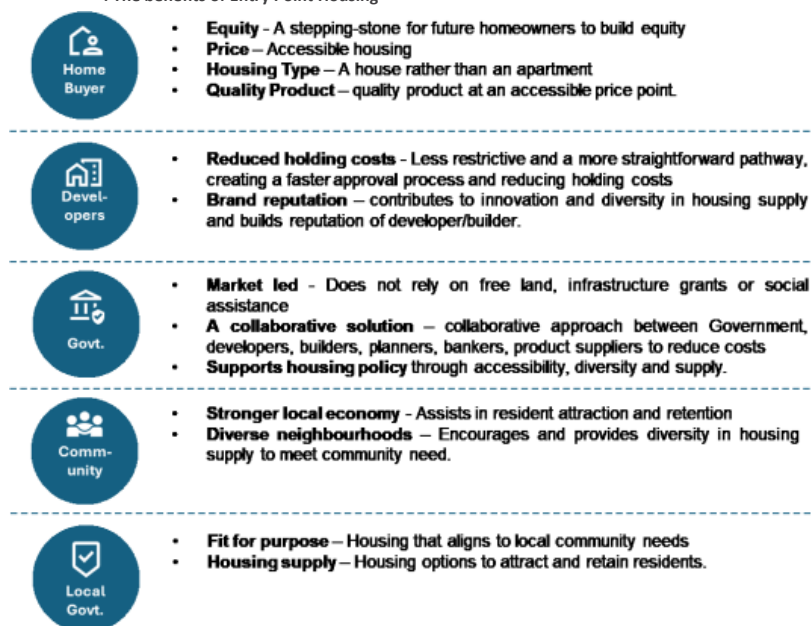 The benefits of Entry Point Housing
Home
Buyer
• Equity - A stepping-stone for future homeowners to build equity
• Price – Accessible housing
• Housing Type – A house rather than an apartment
• Quality Product – quality product at an accessible price point.
Devel-
opers
• Reduced holding costs - Less restrictive and a more straightforward pathway,
creating a faster approval process and reducing holding costs
• Brand reputation – contributes to innovation and diversity in housing supply
and builds reputation of developer/builder.
Govt.
• Market led - Does not rely on free land, infrastructure grants or social
assistance
• A collaborative solution – collaborative approach between Government,
developers, builders, planners, bankers, product suppliers to reduce costs
• Supports housing policy through accessibility, diversity and supply.
Comm-
unity
• Stronger local economy - Assists in resident attraction and retention
• Diverse neighbourhoods – Encourages and provides diversity in housing
supply to meet community need.
Local
Govt.
• Fit for purpose – Housing that aligns to local community needs
• Housing supply – Housing options to attract and retain residents.